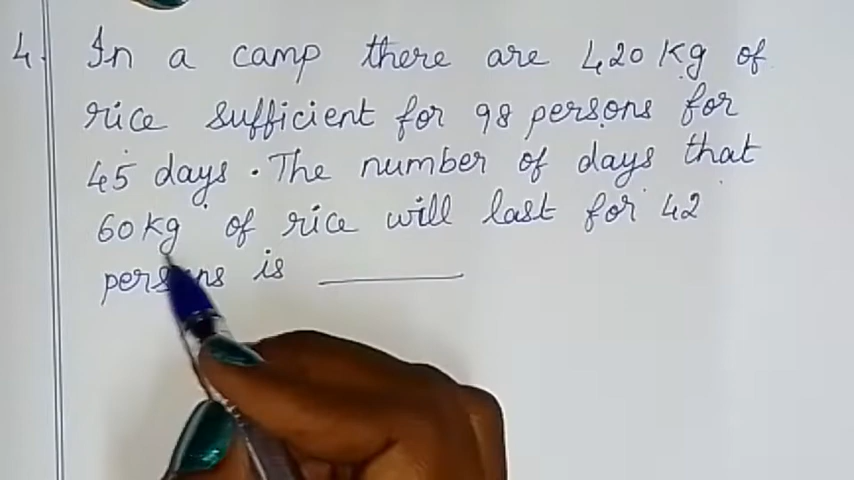 4. In a camp there are 420 kg of
rice sufficient for 98 persons for
45 days. The number of days that
60 kg of rice will last for 42
persons is